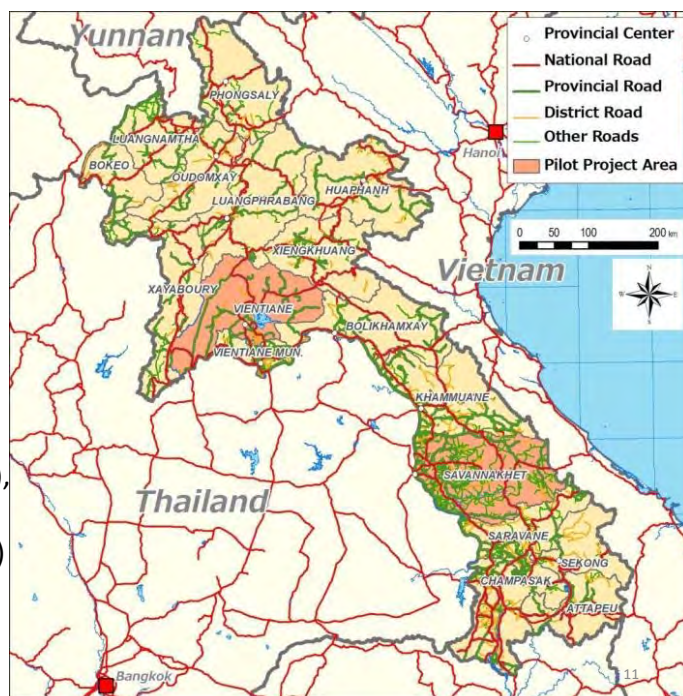 Yunnan
Provincial Center
National Road
Provincial Road
District Road
Other Roads
Pilot Project Area
PHONGSALY
LUANGNAMTHA
Hanoi
BOKEO
OUDOMXAY
HUAPHANH
LUANGPHRABANG
0 50 100 200 km
XIENGKHUANG
Vietnam
N
W E
S
XAYABOURY
VIENTIANE
BOLIKHAMXAY
VIENTIANE MUN.
KHAMMUANE
SAVANNAKHET
),
Thailand
SARAVANE
)
SEKONG
CHAMPASAK
ATTAPEU
Bangkok
11